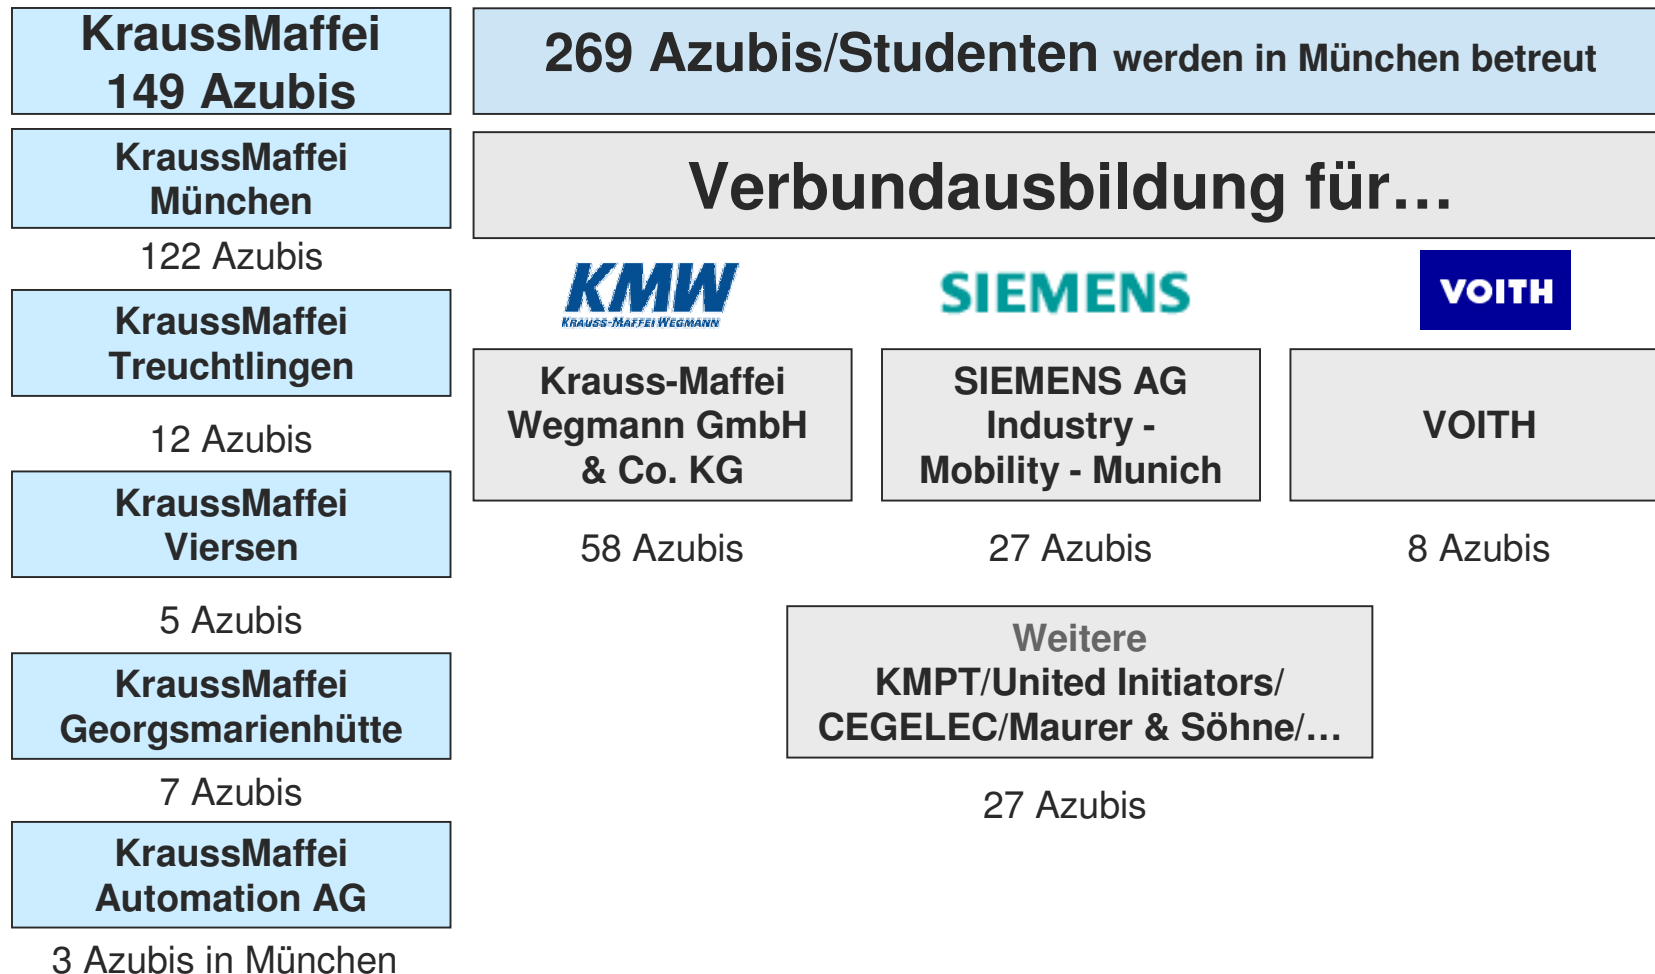 KraussMaffei
149 Azubis
269 Azubis/Studenten werden in München betreut
KraussMaffei
München
122 Azubis
KraussMaffei
Treuchtlingen
12 Azubis
KraussMaffei
Viersen
5 Azubis
KraussMaffei
Georgsmarienhütte
7 Azubis
KraussMaffei
Automation AG
3 Azubis in München
Verbundausbildung für...
KMW
KRAUSS-MAFFEI WEGMANN
SIEMENS
VOITH
Krauss-Maffei
Wegmann GmbH
& Co. KG
58 Azubis
SIEMENS AG
Industry -
Mobility - Munich
27 Azubis
VOITH
8 Azubis
Weitere
KMPT/United Initiators/
CEGELEC/Maurer & Söhne/...
27 Azubis